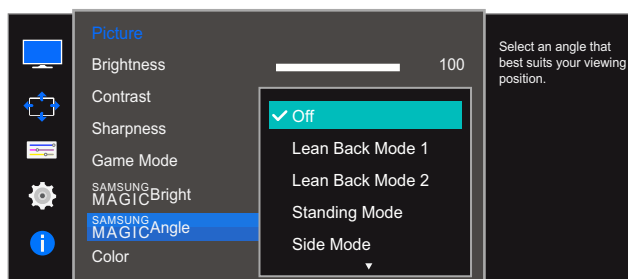 Picture
Brightness 100
Contrast
Sharpness
Game Mode
SAMSUNG
MAGICBright
SAMSUNG
MAGICAngle
Color
Off
Lean Back Mode 1
Lean Back Mode 2
Standing Mode
Side Mode
Select an angle that
best suits your viewing
position.